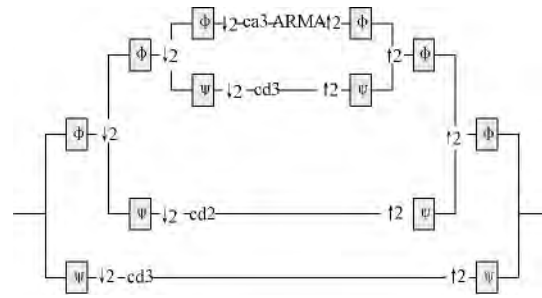 Φ ↓2 ca3-ARMA ↑2 Φ
Φ ↓2 ↑2 Φ
Ψ ↓2 cd3 ↑2 Ψ
Φ ↓2 ↑2 Φ
Ψ ↓2 cd2 ↑2 Ψ
Ψ ↓2 cd3 ↑2 Ψ